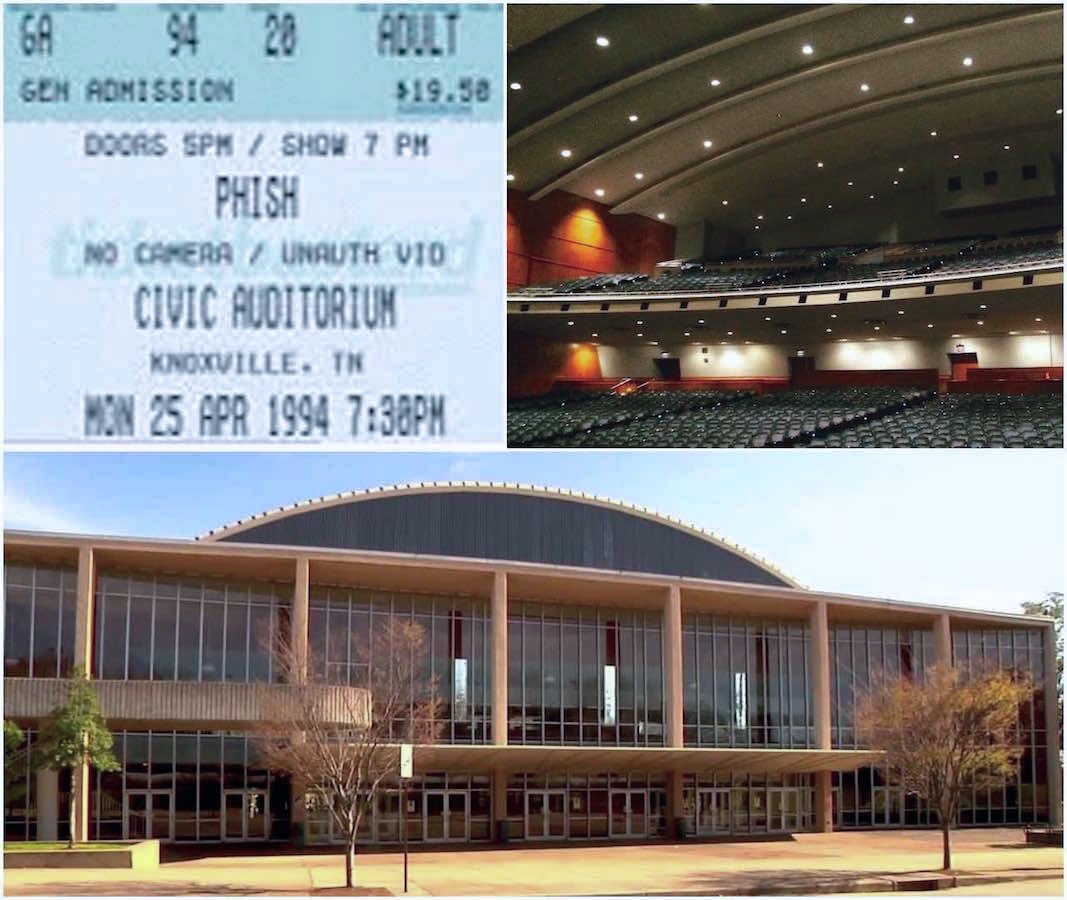 GA 94 20 ADULT
GEN ADMISSION $19.50
DOORS 5PM / SHOW 7 PM
PHISH
NO CAMERA / UNAUTH VID
CIVIC AUDITORIUM
KNOXVILLE, TN
MON 25 APR 1994 7:30PM